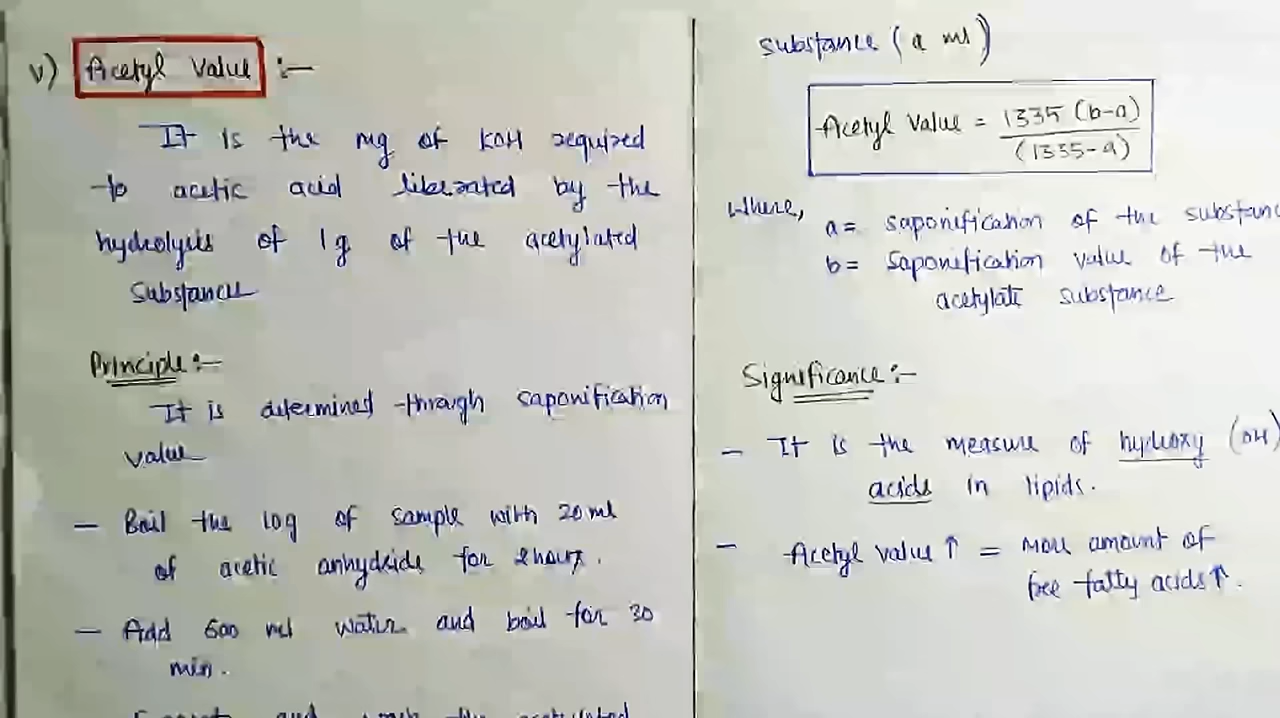 v) Acetyl Value :-
It is the mg of KOH required
to acetic acid liberated by the
hydrolysis of 1g of the acetylated
Substance
Principle :-
It is determined through saponification
value
- Boil the 10g of sample with 20 ml
of acetic anhydride for 2 hours.
- Add 600 ml water and boil for 30
min.
and the acetylated
substance (a ml)
Acetyl Value = 1335 (b-a)
(1335-a)
where,
a = saponification of the substanc
b = saponification value of the
acetylate substance
Significance :-
- It is the measure of hydroxy (OH)
acids in lipids.
- Acetyl value ↑ = More amount of
free fatty acids ↑.